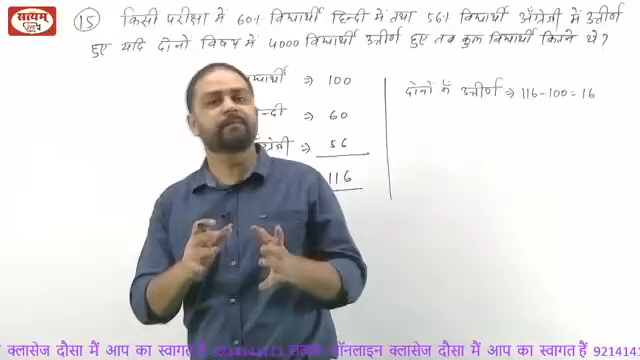 सत्यम्
(15) किसी परीक्षा में 60% विद्यार्थी हिन्दी में तथा 56% विद्यार्थी अँग्रेजी में उत्तीर्ण
हुए यदि दोनो विषय में 4000 विद्यार्थी उत्तीर्ण हुए तब कुल विद्यार्थी कितने थे?
द्यार्थी ⇒ 100
न्दी ⇒ 60
अँग्रेजी ⇒ 56
116
दोनों में उत्तीर्ण ⇒ 116 - 100 = 16
क्लासेज दौसा मैं आप का स्वागत हैं ऑनलाइन क्लासेज दौसा मैं आप का स्वागत हैं 921414